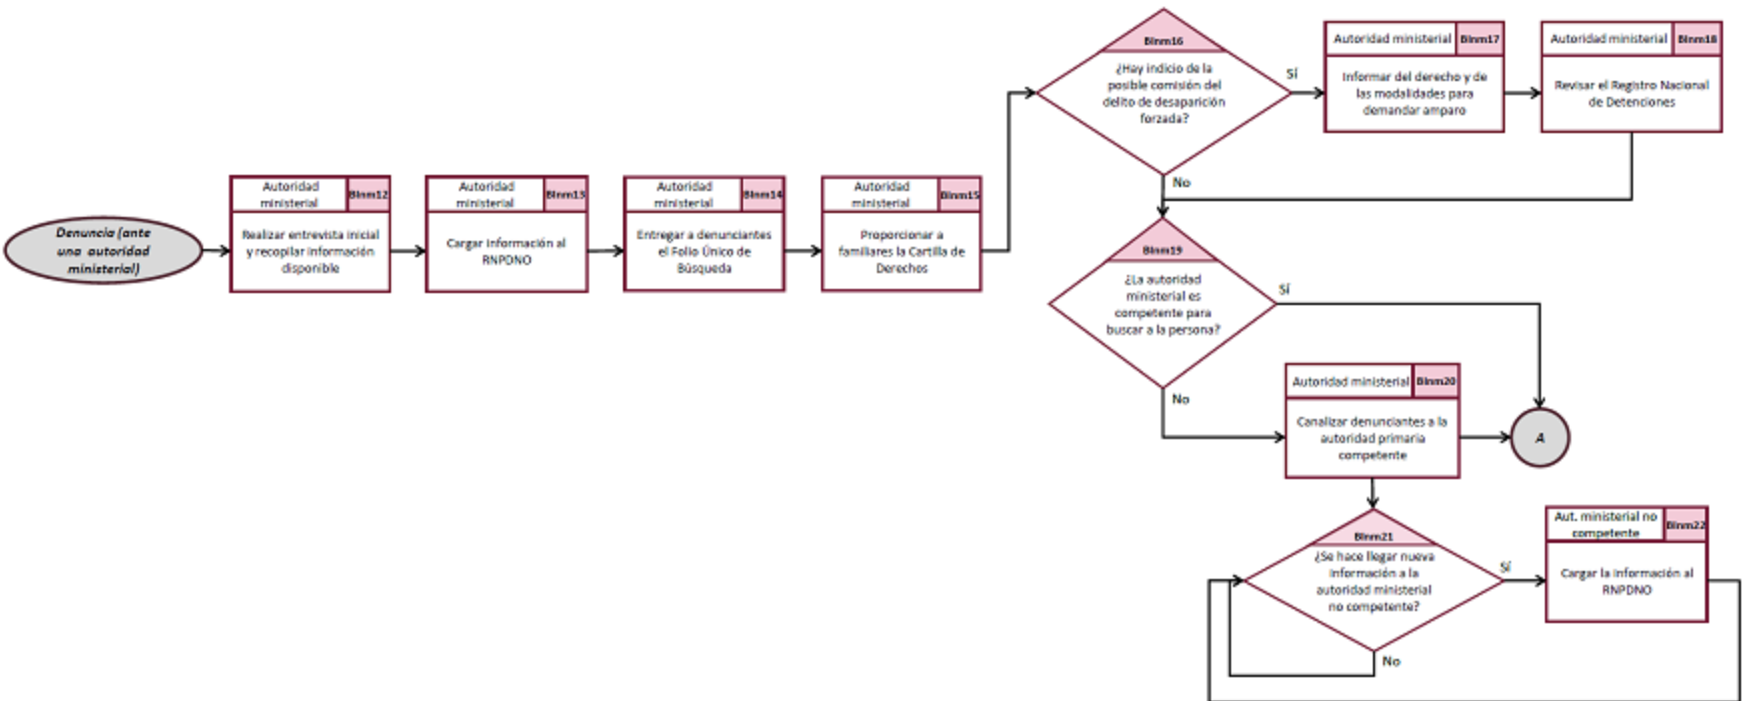 Denuncia (ante
una autoridad
ministerial)
Autoridad
ministerial
BInm12
Realizar entrevista inicial
y recopilar información
disponible
Autoridad
ministerial
BInm13
Cargar información al
RNPDNO
Autoridad
ministerial
BInm14
Entregar a denunciantes
el Folio Único de
Búsqueda
Autoridad
ministerial
BInm15
Proporcionar a
familiares la Cartilla de
Derechos
BInm16
¿Hay indicio de la
posible comisión del
delito de desaparición
forzada?
Sí
No
Autoridad ministerial
BInm17
Informar del derecho y de
las modalidades para
demandar amparo
Autoridad ministerial
BInm18
Revisar el Registro Nacional
de Detenciones
BInm19
¿La autoridad
ministerial es
competente para
buscar a la persona?
Sí
No
Autoridad ministerial
BInm20
Canalizar denunciantes a la
autoridad primaria
competente
A
BInm21
¿Se hace llegar nueva
información a la
autoridad ministerial
no competente?
Sí
No
Aut. ministerial no
competente
BInm22
Cargar la información al
RNPDNO